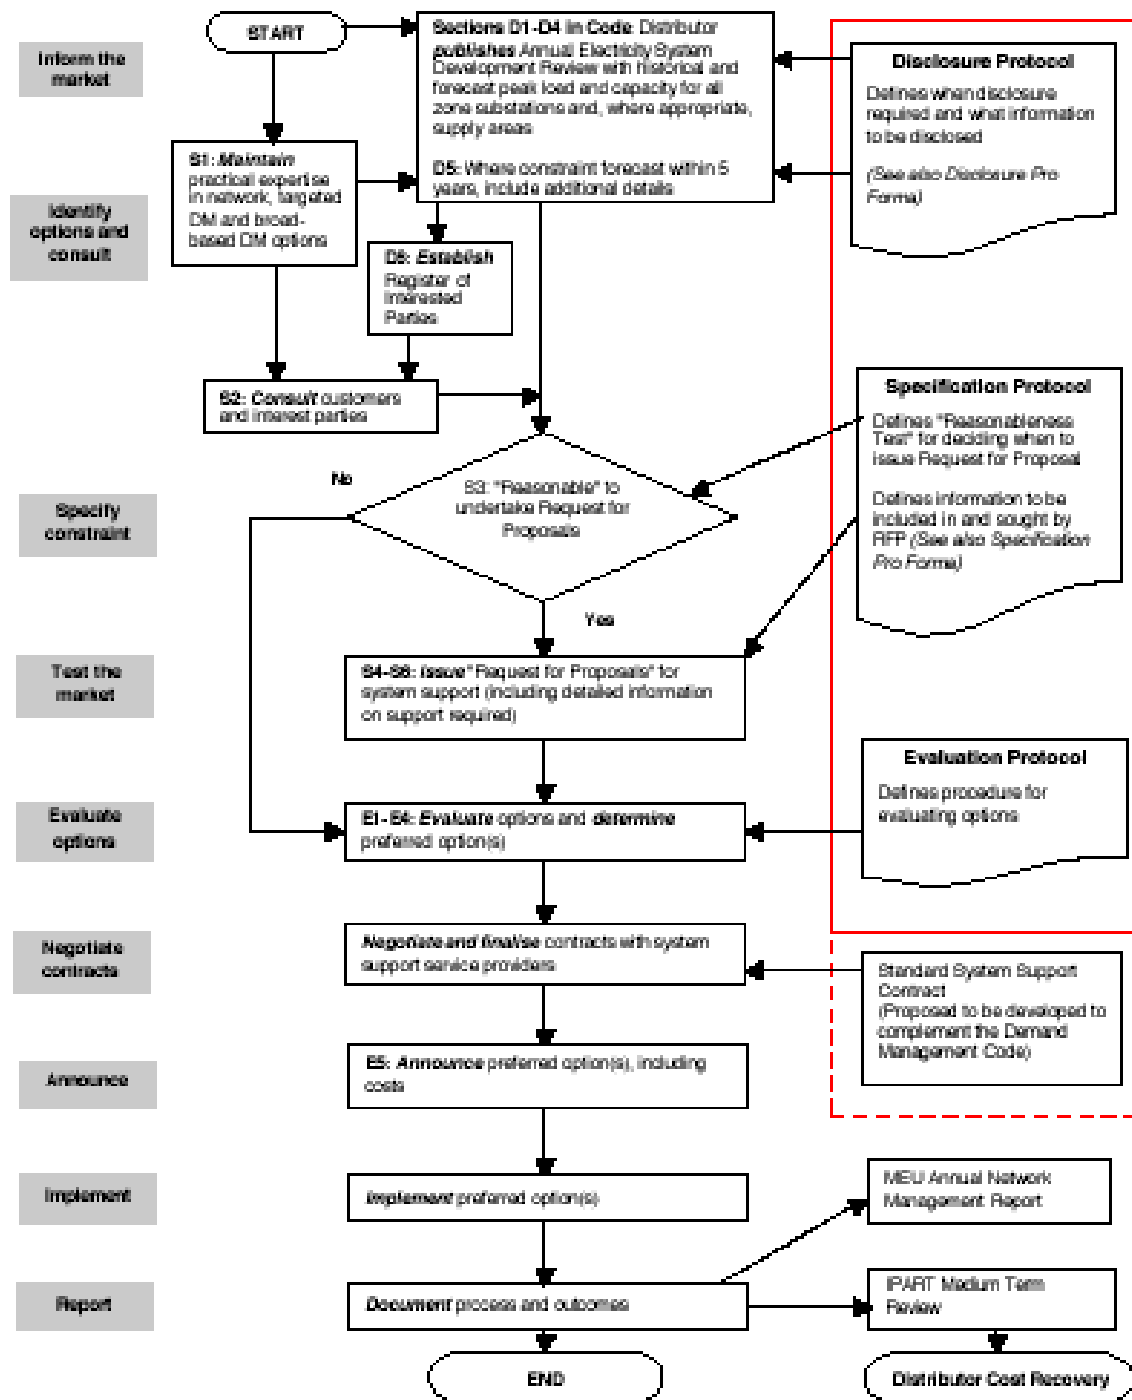 START
Inform the
market
Sections D1-D4 in Code: Distributor
publishes Annual Electricity System
Development Review with historical and
forecast peak load and capacity for all
zone substations and, where appropriate,
supply areas
D5: Where constraint forecast within 5
years, include additional details
Disclosure Protocol
Defines when disclosure
required and what information
to be disclosed
(See also Disclosure Pro
Forma)
Identify
options and
consult
S1: Maintain
practical expertise
in network, targeted
DM and broad-
based DM options
D6: Establish
Register of
Interested
Parties
S2: Consult customers
and interest parties
Specification Protocol
Defines "Reasonableness
Test" for deciding when to
issue Request for Proposal
Defines information to be
included in and sought by
RFP (See also Specification
Pro Forma)
No
Specify
constraint
S3: "Reasonable" to
undertake Request for
Proposals
Yes
Test the
market
S4-S6: Issue "Request for Proposals" for
system support (including detailed information
on support required)
Evaluation Protocol
Defines procedure for
evaluating options
Evaluate
options
E1-E4: Evaluate options and determine
preferred option(s)
Negotiate
contracts
Negotiate and finalise contracts with system
support service providers
Standard System Support
Contract
(Proposed to be developed to
complement the Demand
Management Code)
Announce
E5: Announce preferred option(s), including
costs
Implement
Implement preferred option(s)
MEU Annual Network
Management Report
Report
Document process and outcomes
IPART Medium Term
Review
END
Distributor Cost Recovery